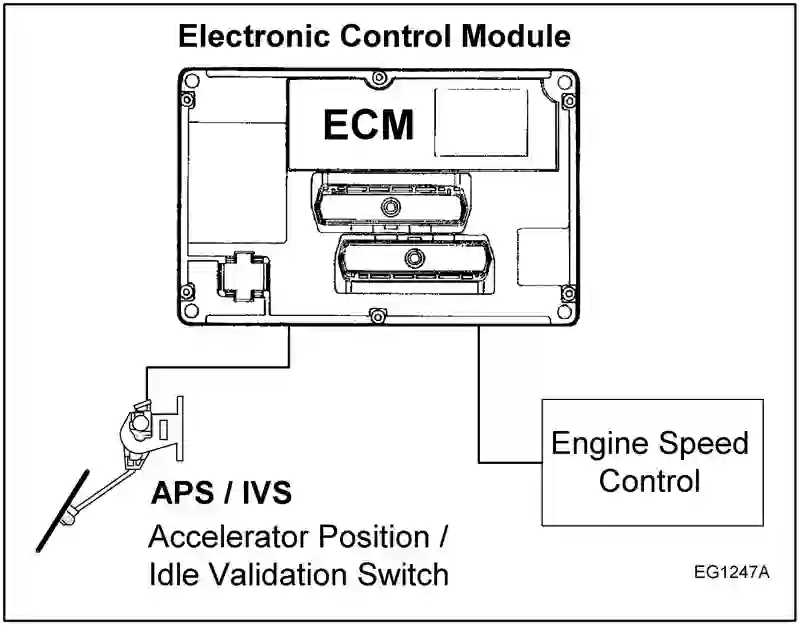 Electronic Control Module
ECM
APS / IVS
Accelerator Position /
Idle Validation Switch
Engine Speed
Control
EG1247A